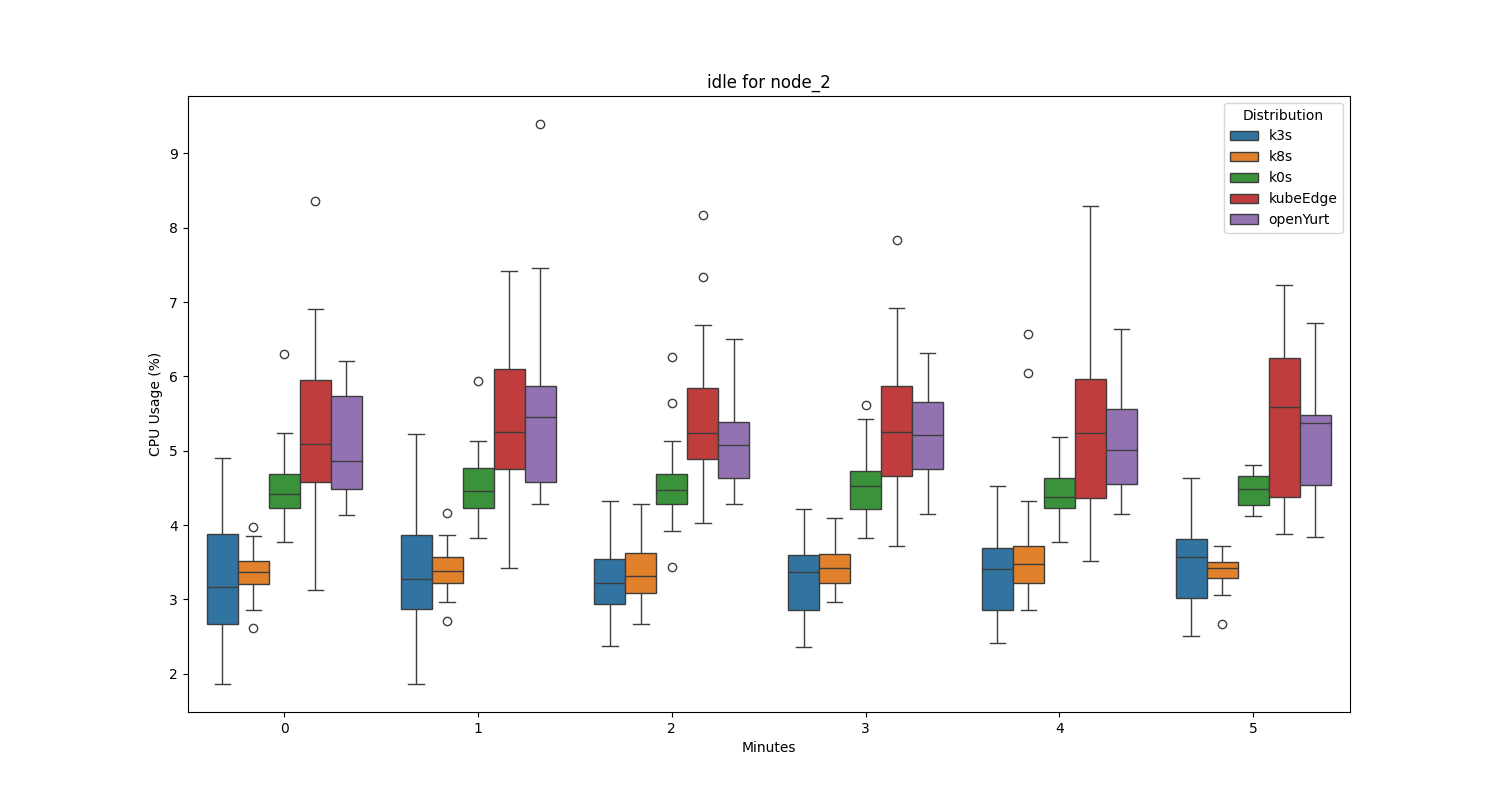 idle for node_2
Distribution
k3s
k8s
k0s
kubeEdge
openYurt
CPU Usage (%)
9
8
7
6
5
4
3
2
0 1 2 3 4 5
Minutes